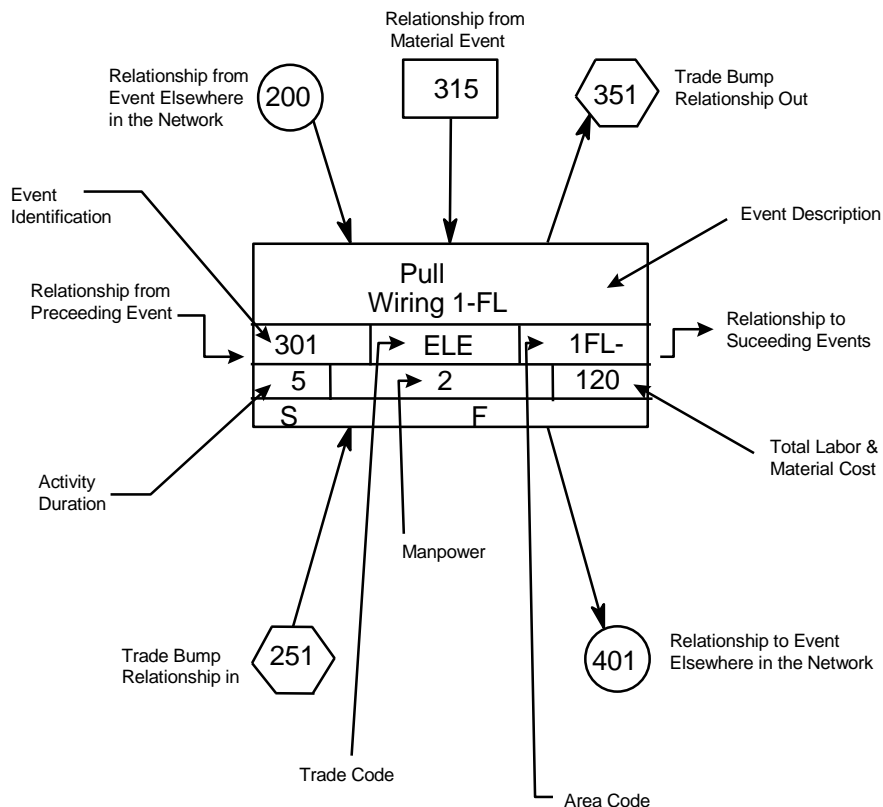 Relationship from
Material Event
Relationship from
Event Elsewhere
in the Network
200
315
351
Trade Bump
Relationship Out
Event
Identification
Event Description
Pull
Wiring 1-FL
Relationship from
Preceeding Event
301
ELE
1FL-
Relationship to
Suceeding Events
5
2
120
S
F
Activity
Duration
Total Labor &
Material Cost
Manpower
Trade Bump
Relationship in
251
401
Relationship to Event
Elsewhere in the Network
Trade Code
Area Code